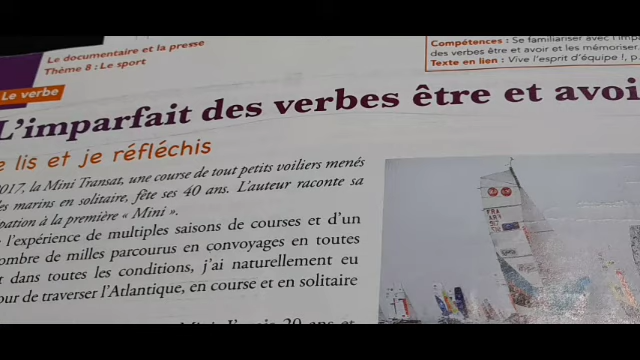 Le documentaire et la presse
Thème 8 : Le sport
Compétences : Se familiariser avec l'imp
des verbes être et avoir et les mémoriser.
Texte en lien : Vive l'esprit d'équipe !, p.
Le verbe
L'imparfait des verbes être et avoi
e lis et je réfléchis
2017, la Mini Transat, une course de tout petits voiliers menés
les marins en solitaire, fête ses 40 ans. L'auteur raconte sa
pation à la première « Mini ».
l'expérience de multiples saisons de courses et d'un
ombre de milles parcourus en convoyages en toutes
t dans toutes les conditions, j'ai naturellement eu
our de traverser l'Atlantique, en course et en solitaire
FRA